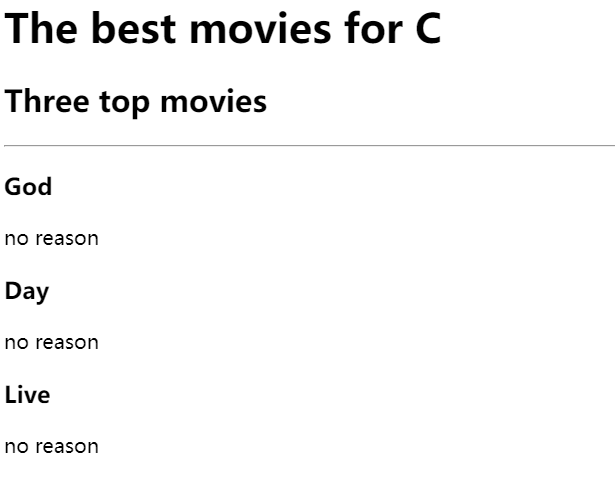 The best movies for C
Three top movies
God
no reason
Day
no reason
Live
no reason